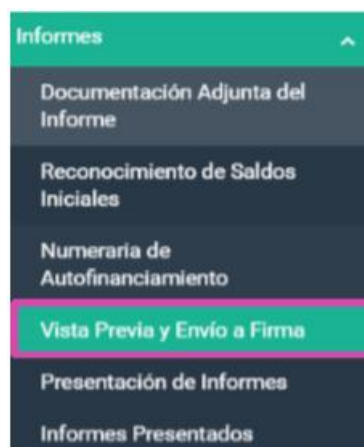 Informes
Documentación Adjunta del
Informe
Reconocimiento de Saldos
Iniciales
Numeraria de
Autofinanciamiento
Vista Previa y Envío a Firma
Presentación de Informes
Informes Presentados